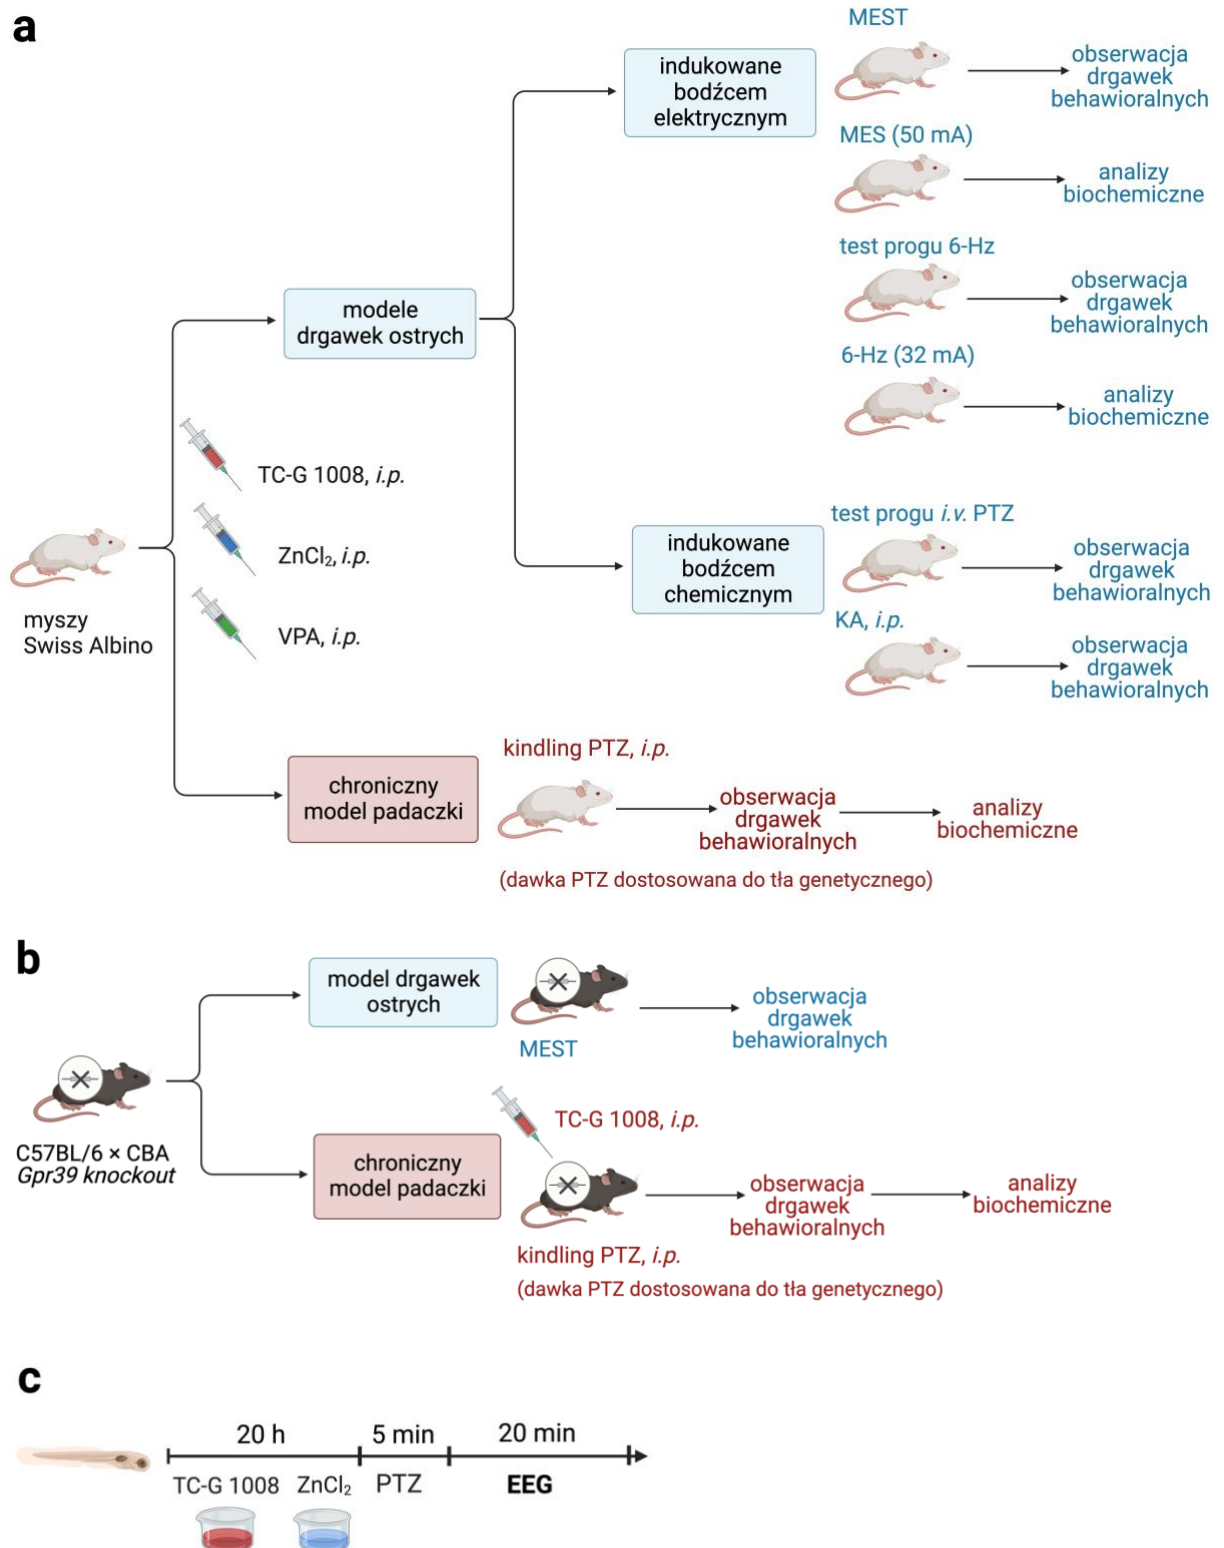 a
MEST
indukowane
bodźcem
elektrycznym
obserwacja
drgawek
behawioralnych
MES (50 mA)
analizy
biochemiczne
test progu 6-Hz
obserwacja
drgawek
behawioralnych
modele
drgawek ostrych
6-Hz (32 mA)
analizy
biochemiczne
TC-G 1008, i.p.
ZnCl₂, i.p.
VPA, i.p.
myszy
Swiss Albino
test progu i.v. PTZ
indukowane
bodźcem
chemicznym
obserwacja
drgawek
behawioralnych
KA, i.p.
obserwacja
drgawek
behawioralnych
kindling PTZ, i.p.
chroniczny
model padaczki
obserwacja
drgawek
behawioralnych
analizy
biochemiczne
(dawka PTZ dostosowana do tła genetycznego)
b
model drgawek
ostrych
MEST
obserwacja
drgawek
behawioralnych
C57BL/6 × CBA
Gpr39 knockout
TC-G 1008, i.p.
chroniczny
model padaczki
obserwacja
drgawek
behawioralnych
analizy
biochemiczne
kindling PTZ, i.p.
(dawka PTZ dostosowana do tła genetycznego)
c
20 h 5 min 20 min
TC-G 1008 ZnCl₂ PTZ EEG